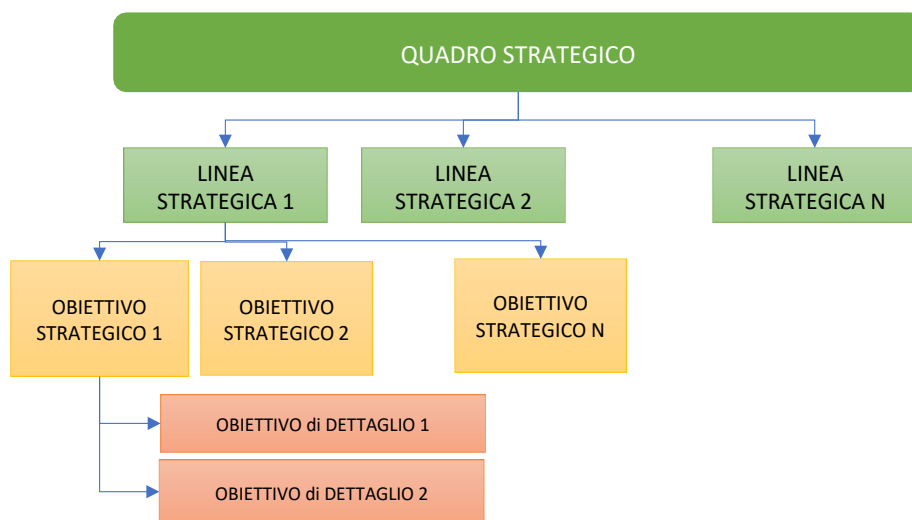 QUADRO STRATEGICO
LINEA
STRATEGICA 1
LINEA
STRATEGICA 2
LINEA
STRATEGICA N
OBIETTIVO
STRATEGICO 1
OBIETTIVO
STRATEGICO 2
OBIETTIVO
STRATEGICO N
OBIETTIVO di DETTAGLIO 1
OBIETTIVO di DETTAGLIO 2